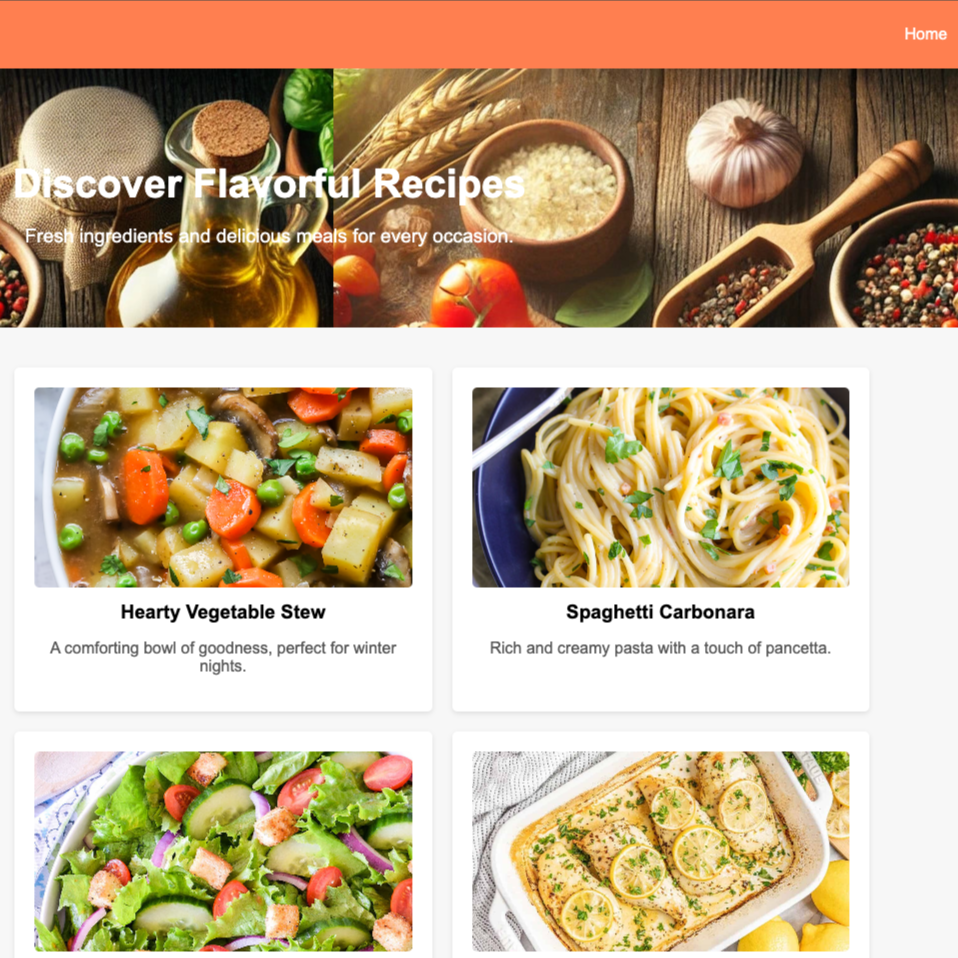 Home
Discover Flavorful Recipes
Fresh ingredients and delicious meals for every occasion.
Hearty Vegetable Stew
A comforting bowl of goodness, perfect for winter
nights.
Spaghetti Carbonara
Rich and creamy pasta with a touch of pancetta.